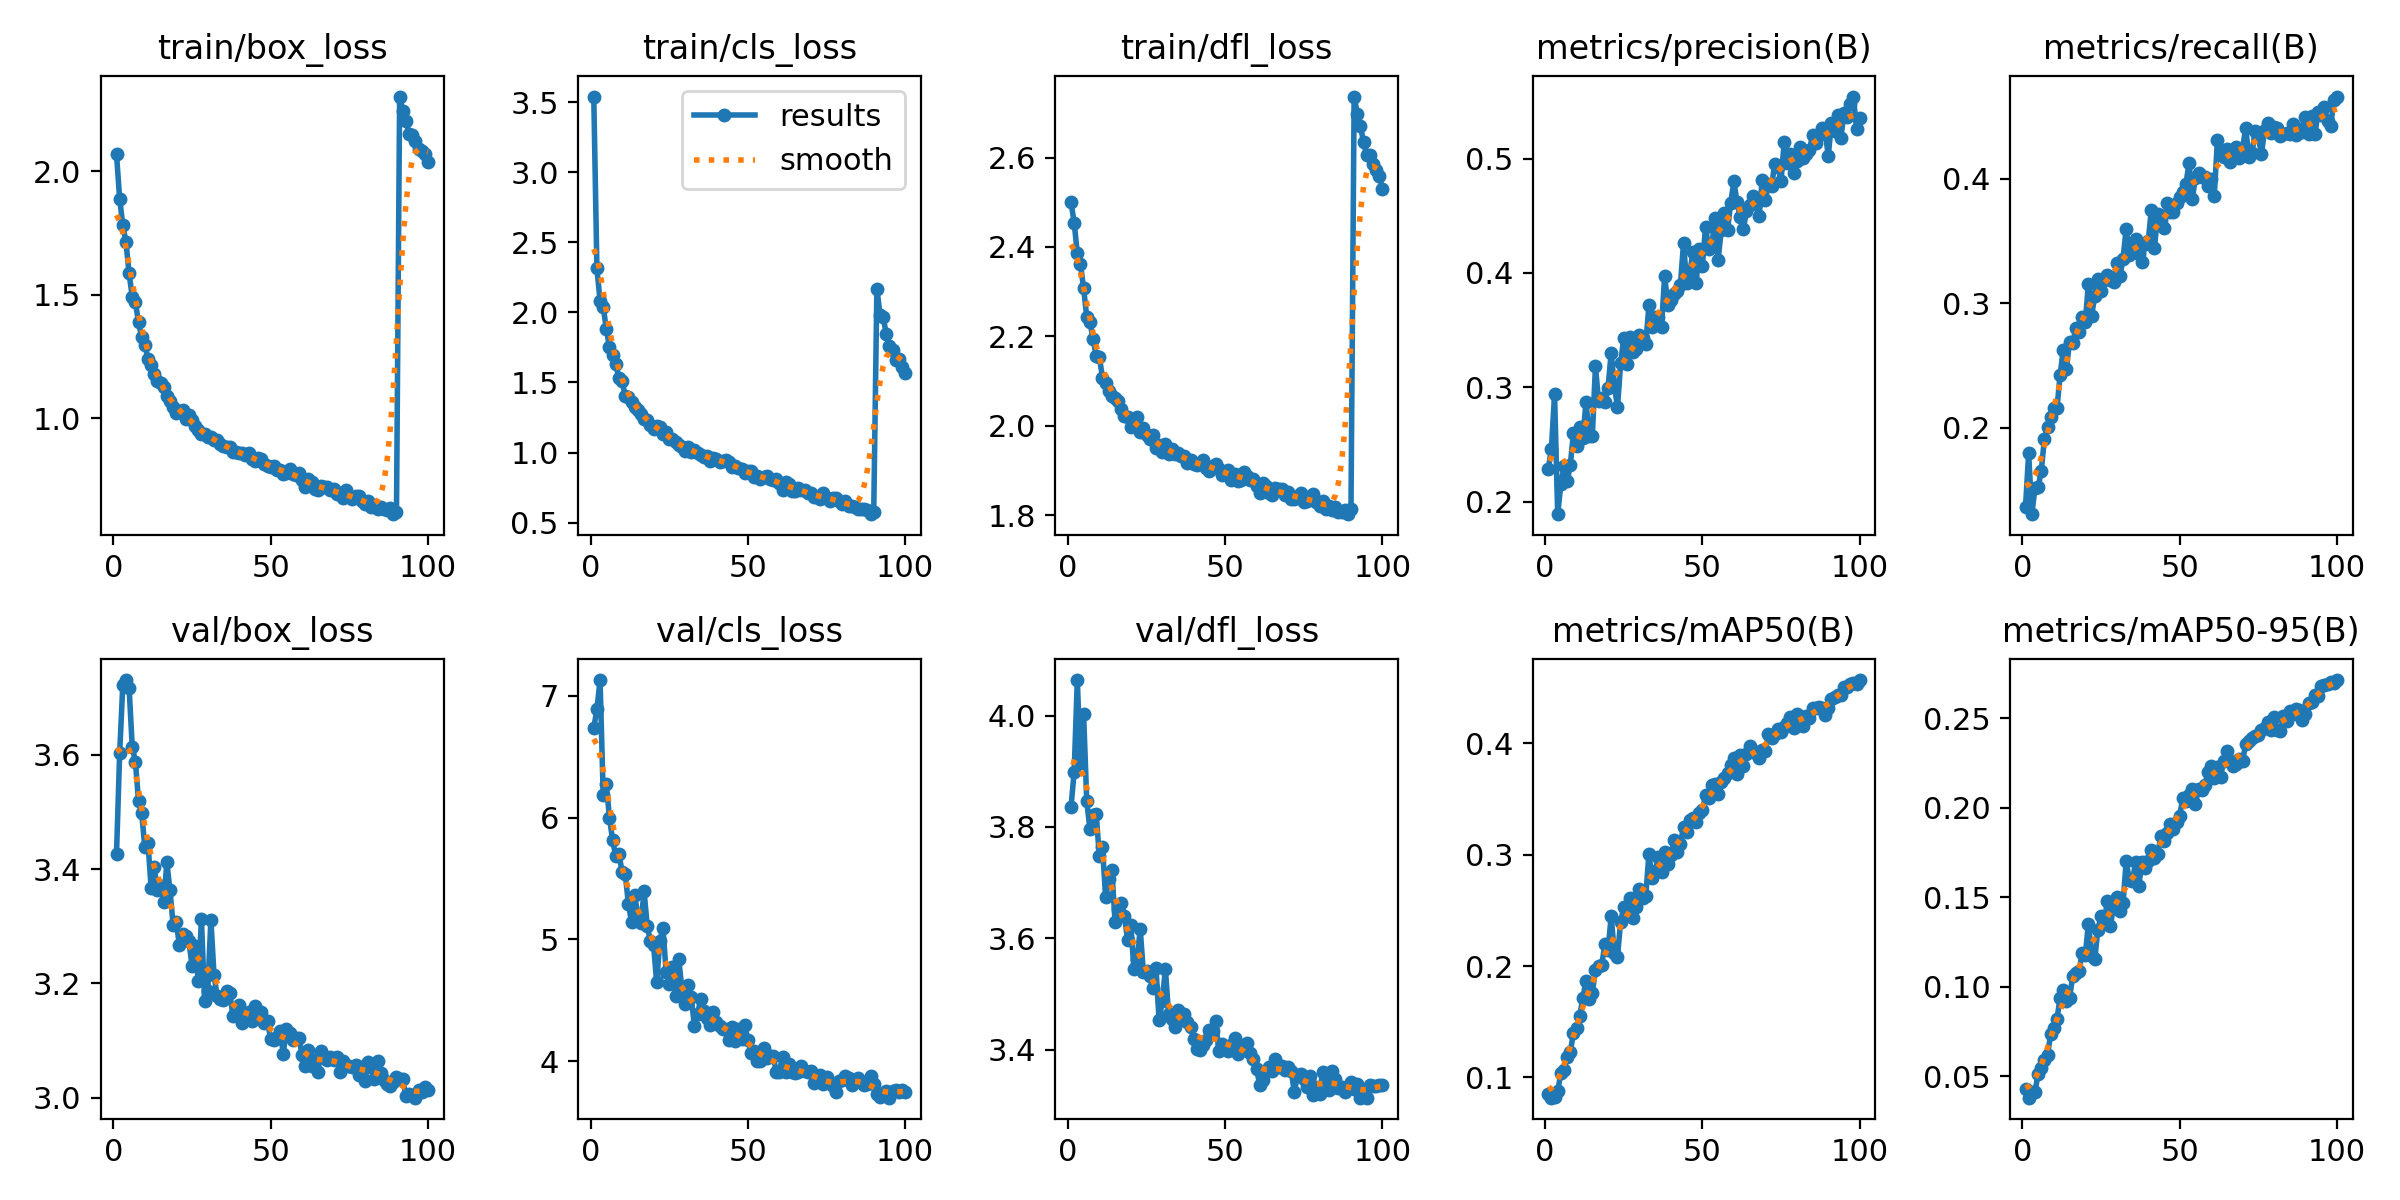 train/box_loss
train/cls_loss
train/dfl_loss
metrics/precision(B)
metrics/recall(B)
results
smooth
2.0
1.5
1.0
0 50 100
3.5
3.0
2.5
2.0
1.5
1.0
0.5
0 50 100
2.6
2.4
2.2
2.0
1.8
0 50 100
0.5
0.4
0.3
0.2
0 50 100
0.4
0.3
0.2
0 50 100
val/box_loss
val/cls_loss
val/dfl_loss
metrics/mAP50(B)
metrics/mAP50-95(B)
3.6
3.4
3.2
3.0
0 50 100
7
6
5
4
0 50 100
4.0
3.8
3.6
3.4
0 50 100
0.4
0.3
0.2
0.1
0 50 100
0.25
0.20
0.15
0.10
0.05
0 50 100